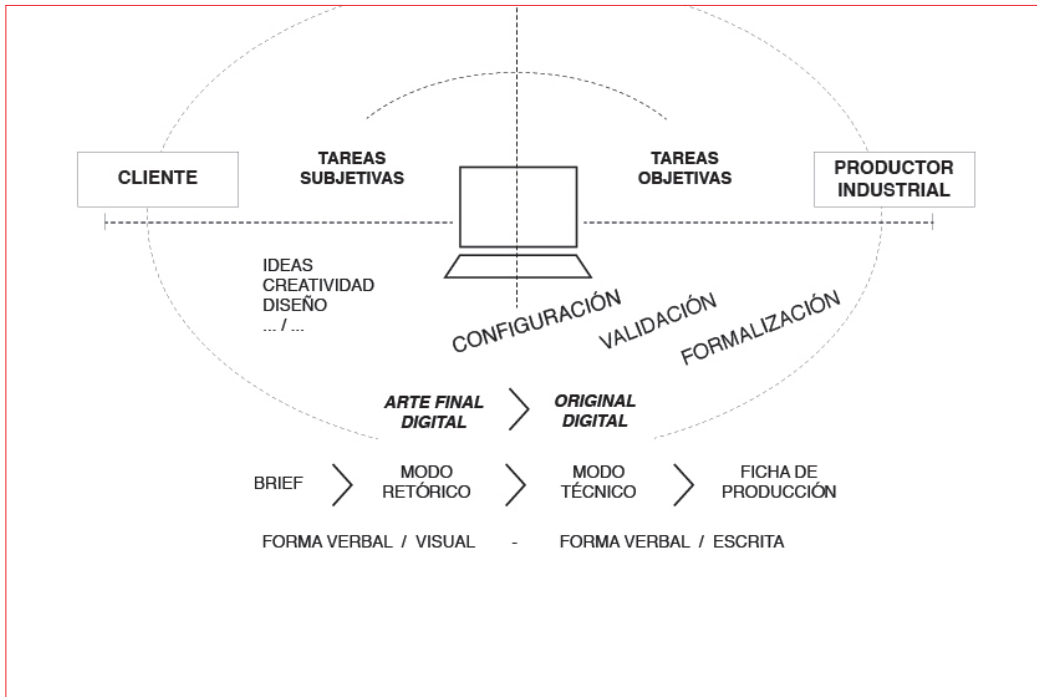 CLIENTE
TAREAS
SUBJETIVAS
TAREAS
OBJETIVAS
PRODUCTOR
INDUSTRIAL
IDEAS
CREATIVIDAD
DISEÑO
... / ...
CONFIGURACIÓN
VALIDACIÓN
FORMALIZACIÓN
ARTE FINAL
DIGITAL
ORIGINAL
DIGITAL
BRIEF
MODO
RETÓRICO
MODO
TÉCNICO
FICHA DE
PRODUCCIÓN
FORMA VERBAL / VISUAL - FORMA VERBAL / ESCRITA